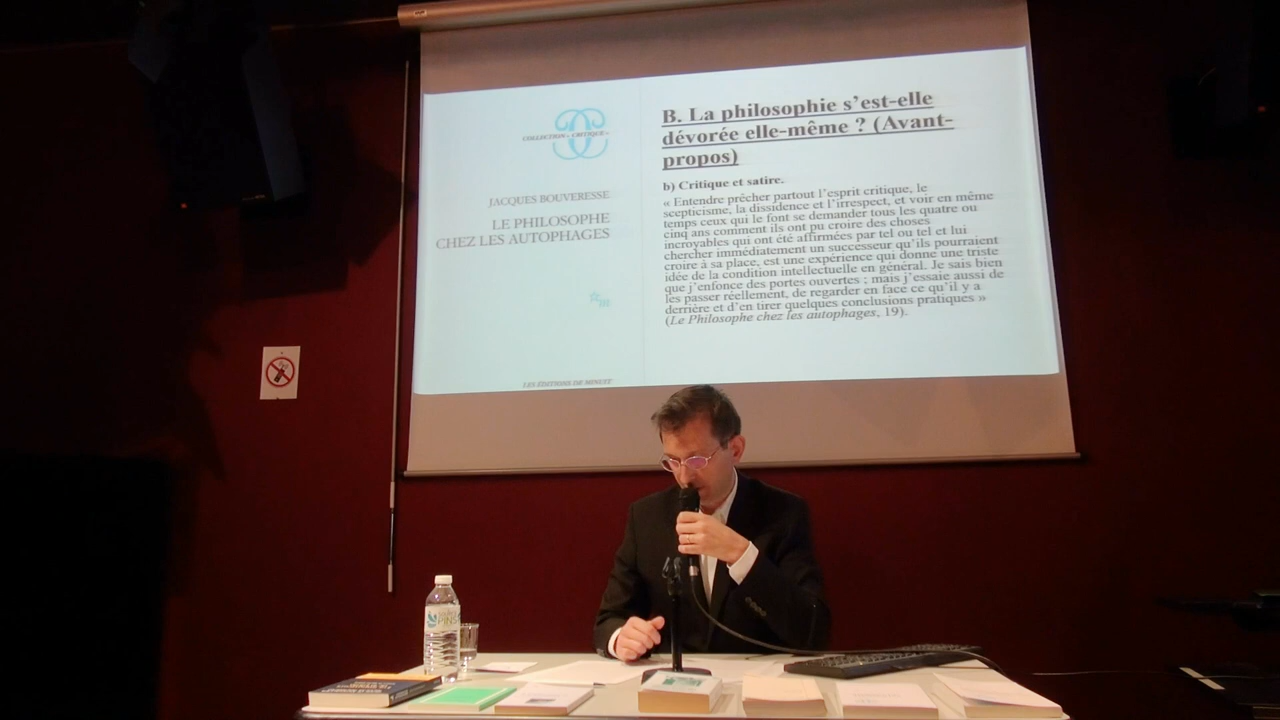 COLLECTION « CRITIQUE »
JACQUES BOUVERESSE
LE PHILOSOPHE
CHEZ LES AUTOPHAGES
LES ÉDITIONS DE MINUIT
B. La philosophie s’est-elle
dévorée elle-même ? (Avant-
propos)
b) Critique et satire.
« Entendre prêcher partout l’esprit critique, le
scepticisme, la dissidence et l’irrespect, et voir en même
temps ceux qui le font se demander tous les quatre ou
cinq ans comment ils ont pu croire des choses
incroyables qui ont été affirmées par tel ou tel et lui
chercher immédiatement un successeur qu’ils pourraient
croire à sa place, est une expérience qui donne une triste
idée de la condition intellectuelle en général. Je sais bien
que j’enfonce des portes ouvertes ; mais j’essaie aussi de
les passer réellement, de regarder en face ce qu’il y a
derrière et d’en tirer quelques conclusions pratiques »
(Le Philosophe chez les autophages, 19).